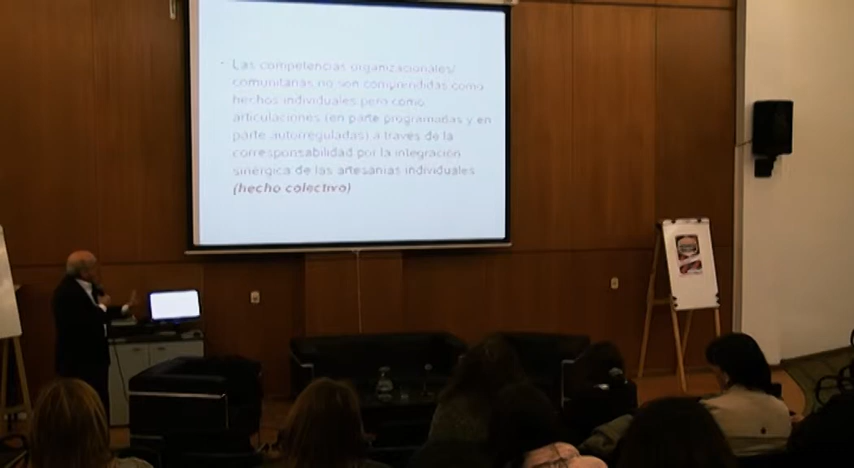 Las competencias organizacionales/
comunitarias no son comprendidas como
hechos individuales pero como
articulaciones (en parte programadas y en
parte autorreguladas) a través de la
corresponsabilidad por la integración
sinérgica de las artesanías individuales
(hecho colectivo)